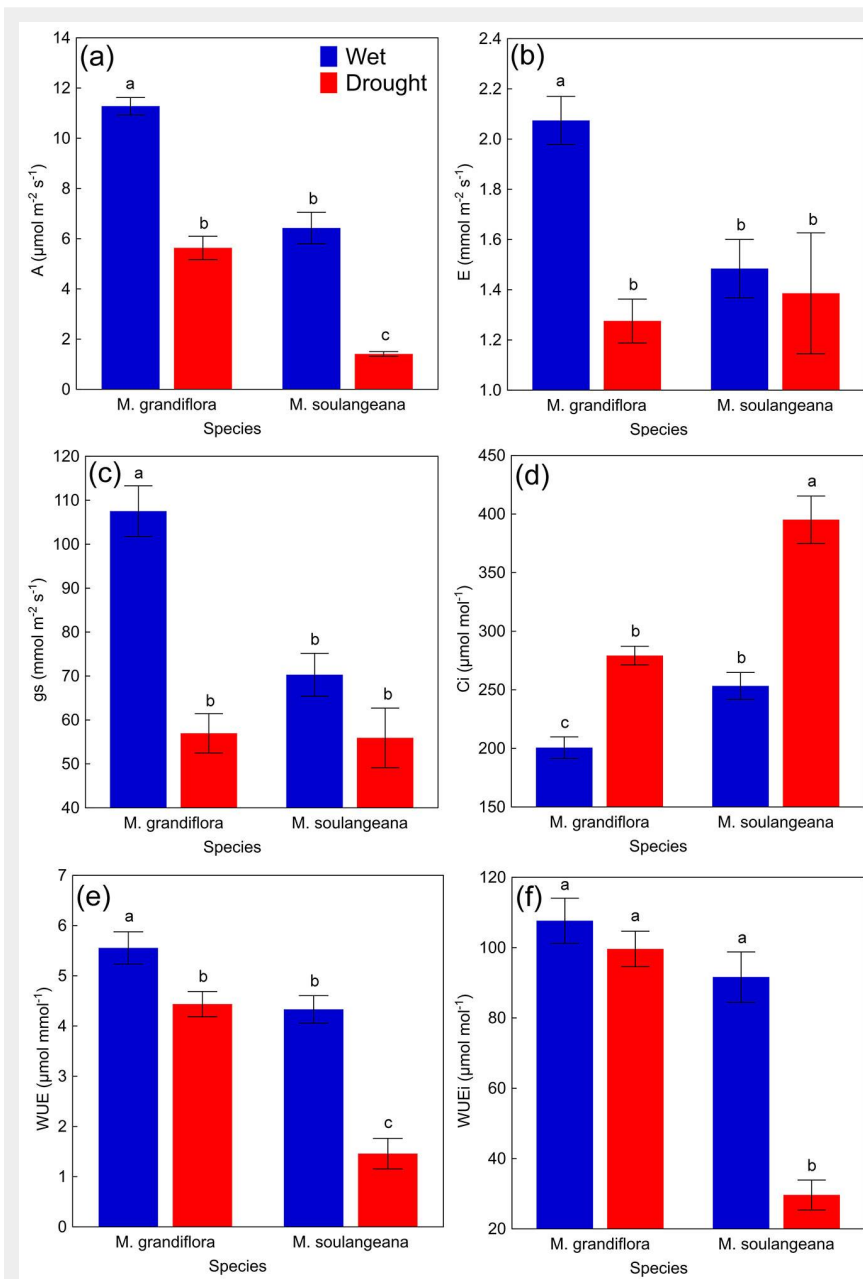 (a)
Wet
Drought
14
12
10
8
6
4
2
0
A (µmol m⁻² s⁻¹)
a
b
b
c
M. grandiflora M. soulangeana
Species
(b)
2.4
2.2
2.0
1.8
1.6
1.4
1.2
1.0
E (mmol m⁻² s⁻¹)
a
b
b
b
M. grandiflora M. soulangeana
Species
(c)
120
110
100
90
80
70
60
50
40
gs (mmol m⁻² s⁻¹)
a
b
b
b
M. grandiflora M. soulangeana
Species
(d)
450
400
350
300
250
200
150
Ci (µmol mol⁻¹)
c
b
b
a
M. grandiflora M. soulangeana
Species
(e)
7
6
5
4
3
2
1
0
WUE (µmol mmol⁻¹)
a
b
b
c
M. grandiflora M. soulangeana
Species
(f)
120
100
80
60
40
20
WUEi (µmol mol⁻¹)
a
a
a
b
M. grandiflora M. soulangeana
Species